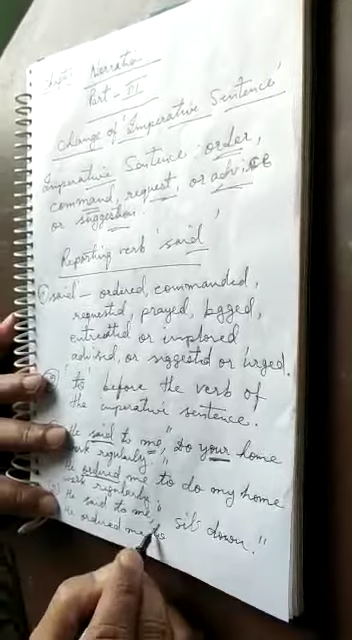 Narration
Part - III
Change of 'Imperative Sentence'
Imperative Sentence: order,
command, request, or advice
or suggestion.
Reporting verb 'said'
said - ordered, commanded,
requested, prayed, bgged,
entreated or implored
advised, or suggested or urged.
'to' before the verb of
the imperative sentence.
He said to me, "Do your home
work regularly."
He ordered me to do my home
work regularly.
He said to me, "sit down."
He ordered me to